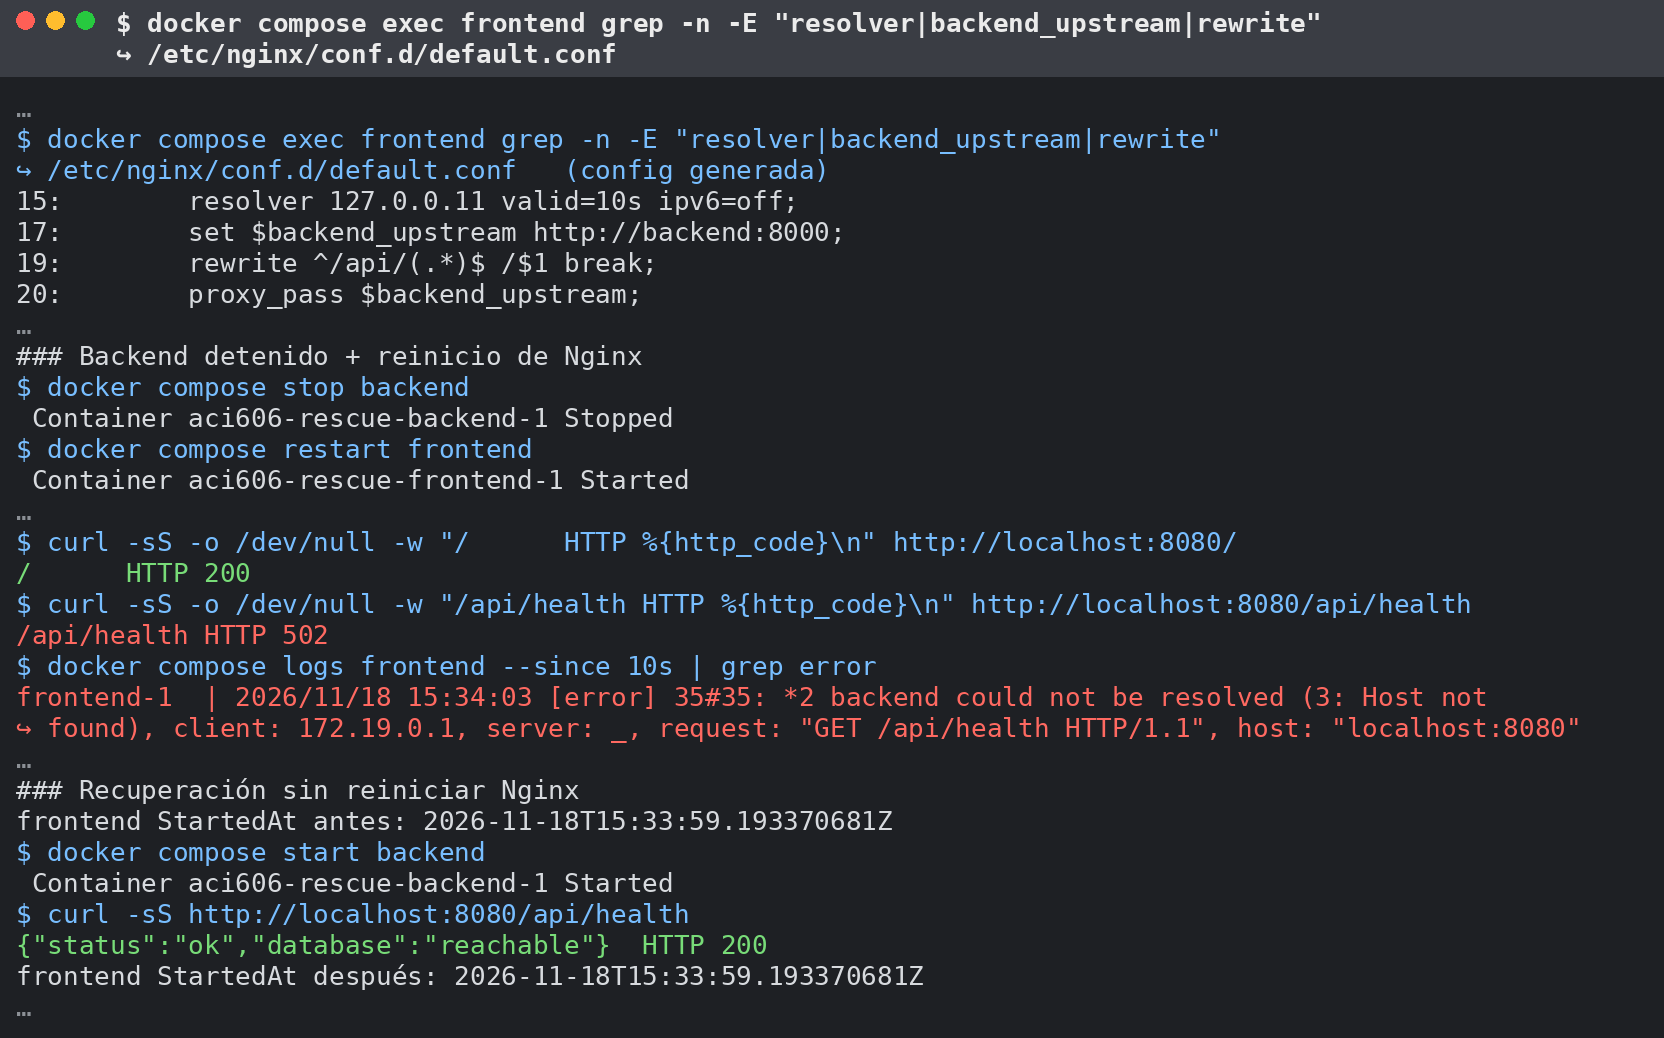 $ docker compose exec frontend grep -n -E "resolver|backend_upstream|rewrite"
↪ /etc/nginx/conf.d/default.conf
…
$ docker compose exec frontend grep -n -E "resolver|backend_upstream|rewrite"
↪ /etc/nginx/conf.d/default.conf   (config generada)
15:        resolver 127.0.0.11 valid=10s ipv6=off;
17:        set $backend_upstream http://backend:8000;
19:        rewrite ^/api/(.*)$ /$1 break;
20:        proxy_pass $backend_upstream;
…
### Backend detenido + reinicio de Nginx
$ docker compose stop backend
 Container aci606-rescue-backend-1 Stopped
$ docker compose restart frontend
 Container aci606-rescue-frontend-1 Started
…
$ curl -sS -o /dev/null -w "/      HTTP %{http_code}\n" http://localhost:8080/
/      HTTP 200
$ curl -sS -o /dev/null -w "/api/health HTTP %{http_code}\n" http://localhost:8080/api/health
/api/health HTTP 502
$ docker compose logs frontend --since 10s | grep error
frontend-1  | 2026/11/18 15:34:03 [error] 35#35: *2 backend could not be resolved (3: Host not
↪ found), client: 172.19.0.1, server: _, request: "GET /api/health HTTP/1.1", host: "localhost:8080"
…
### Recuperación sin reiniciar Nginx
frontend StartedAt antes: 2026-11-18T15:33:59.193370681Z
$ docker compose start backend
 Container aci606-rescue-backend-1 Started
$ curl -sS http://localhost:8080/api/health
{"status":"ok","database":"reachable"}  HTTP 200
frontend StartedAt después: 2026-11-18T15:33:59.193370681Z
…